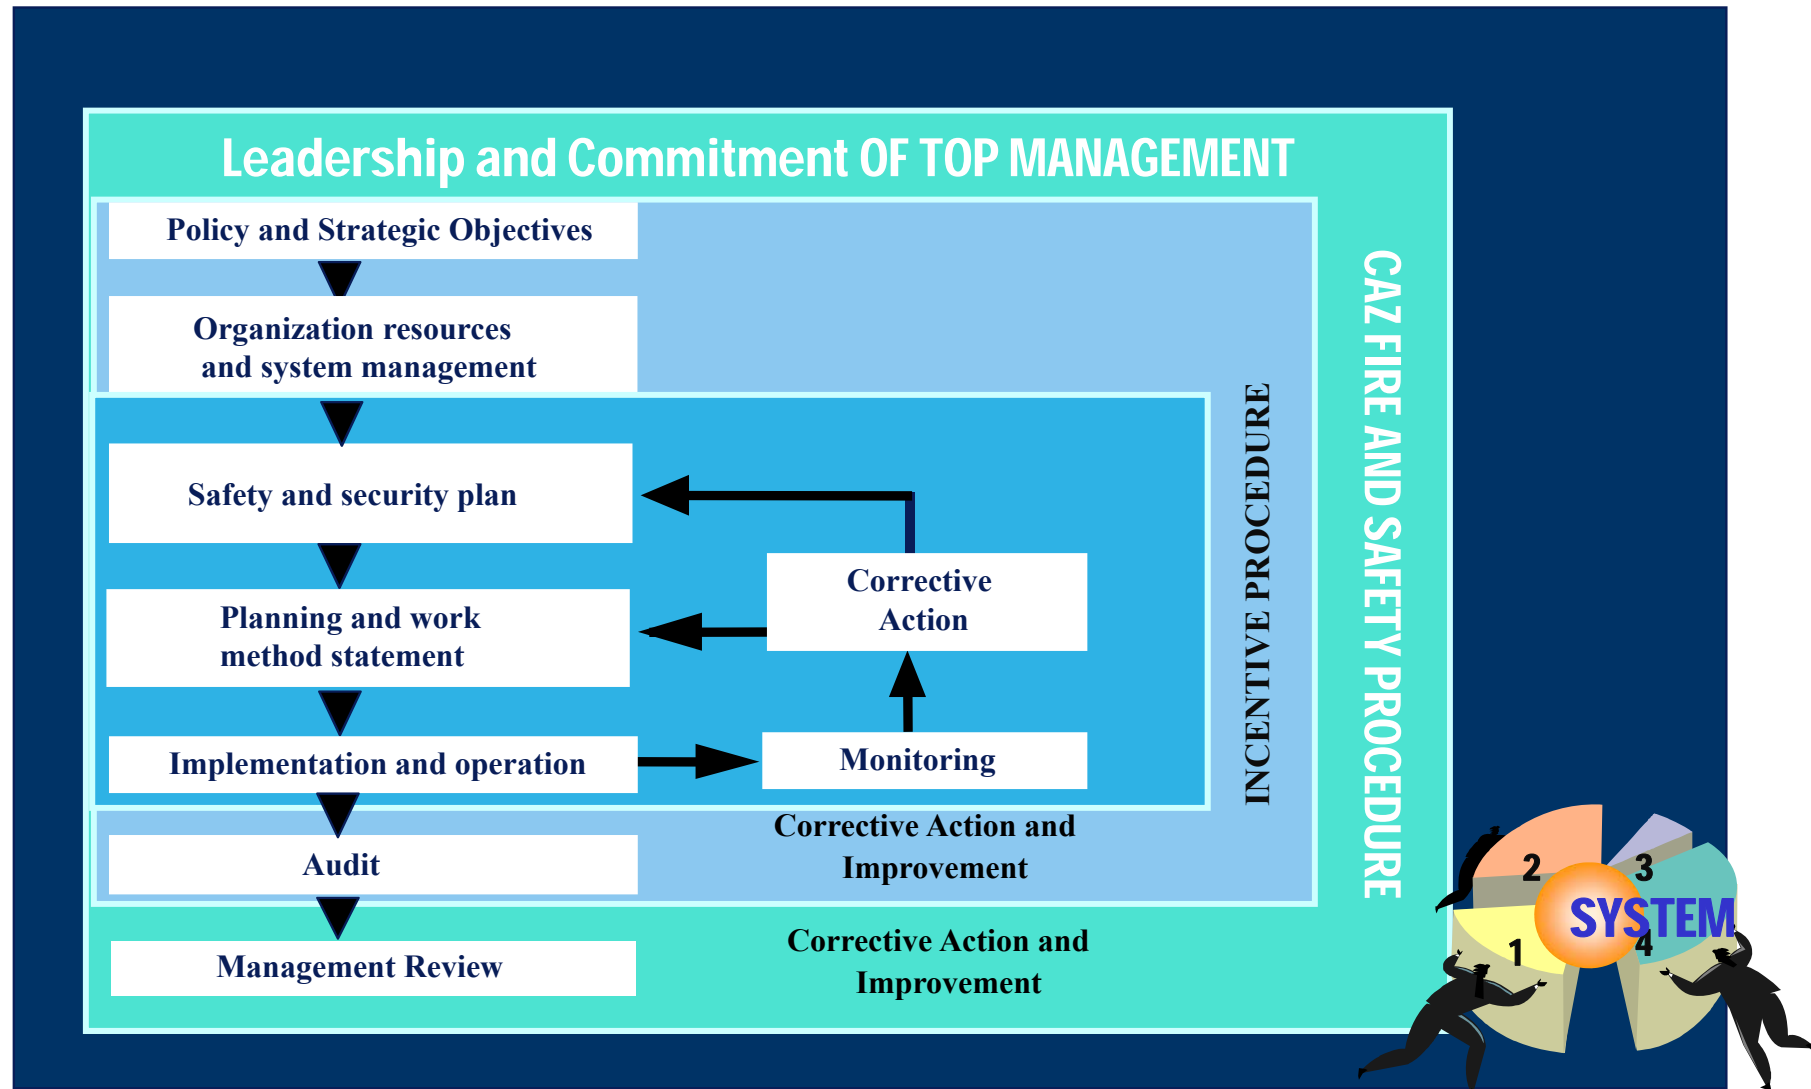 Leadership and Commitment OF TOP MANAGEMENT
Policy and Strategic Objectives
Organization resources
and system management
Safety and security plan
Planning and work
method statement
Implementation and operation
Audit
Management Review
Corrective
Action
Monitoring
Corrective Action and
Improvement
Corrective Action and
Improvement
INCENTIVE PROCEDURE
CAZ FIRE AND SAFETY PROCEDURE
2
3
SYSTEM
1
4